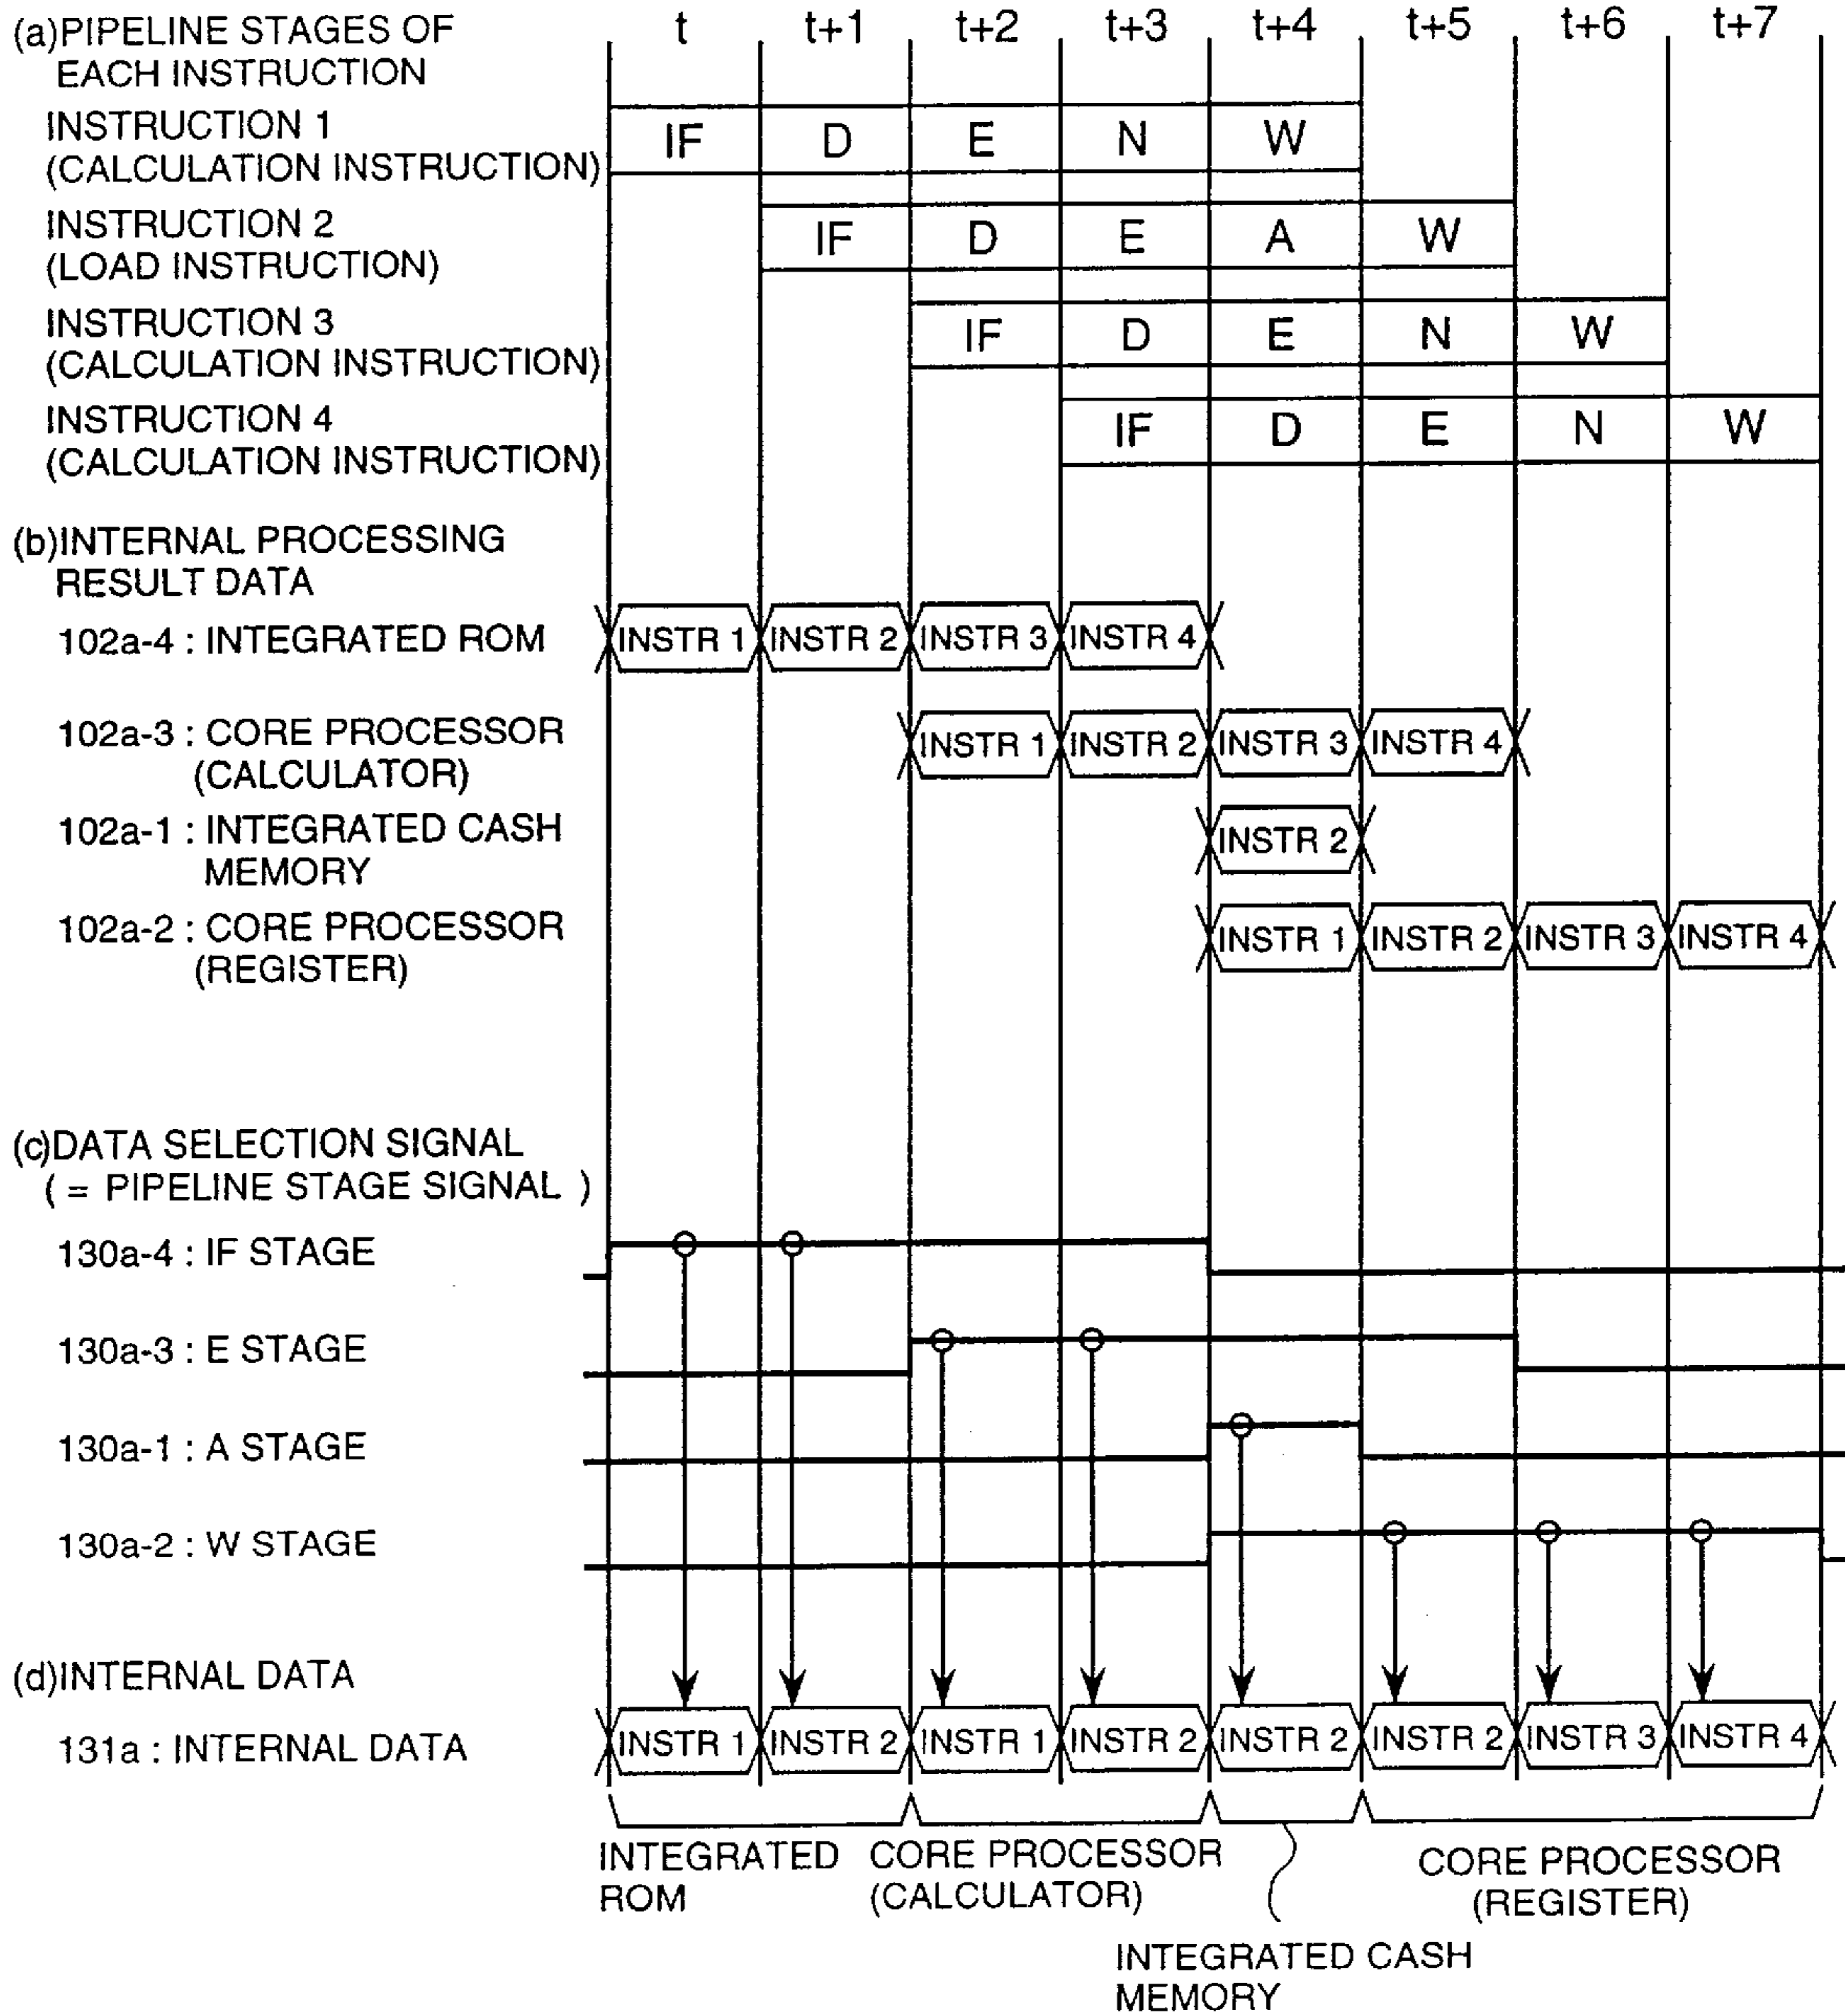 (a)PIPELINE STAGES OF
EACH INSTRUCTION
t t+1 t+2 t+3 t+4 t+5 t+6 t+7
INSTRUCTION 1
(CALCULATION INSTRUCTION)
IF D E N W
INSTRUCTION 2
(LOAD INSTRUCTION)
IF D E A W
INSTRUCTION 3
(CALCULATION INSTRUCTION)
IF D E N W
INSTRUCTION 4
(CALCULATION INSTRUCTION)
IF D E N W
(b)INTERNAL PROCESSING
RESULT DATA
102a-4 : INTEGRATED ROM
INSTR 1 INSTR 2 INSTR 3 INSTR 4
102a-3 : CORE PROCESSOR
(CALCULATOR)
INSTR 1 INSTR 2 INSTR 3 INSTR 4
102a-1 : INTEGRATED CASH
MEMORY
INSTR 2
102a-2 : CORE PROCESSOR
(REGISTER)
INSTR 1 INSTR 2 INSTR 3 INSTR 4
(c)DATA SELECTION SIGNAL
( = PIPELINE STAGE SIGNAL )
130a-4 : IF STAGE
130a-3 : E STAGE
130a-1 : A STAGE
130a-2 : W STAGE
(d)INTERNAL DATA
131a : INTERNAL DATA
INSTR 1 INSTR 2 INSTR 1 INSTR 2 INSTR 2 INSTR 2 INSTR 3 INSTR 4
INTEGRATED
ROM
CORE PROCESSOR
(CALCULATOR)
CORE PROCESSOR
(REGISTER)
INTEGRATED CASH
MEMORY